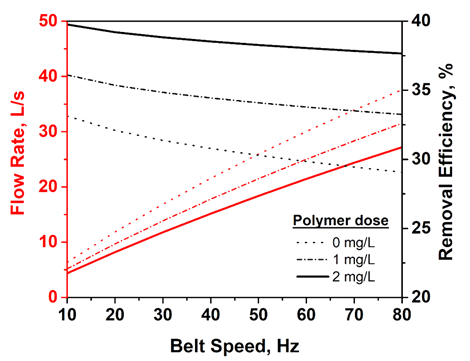 50
40
30
20
10
0
Flow Rate, L/s
40
35
30
25
20
Removal Efficiency, %
Polymer dose
0 mg/L
1 mg/L
2 mg/L
10 20 30 40 50 60 70 80
Belt Speed, Hz